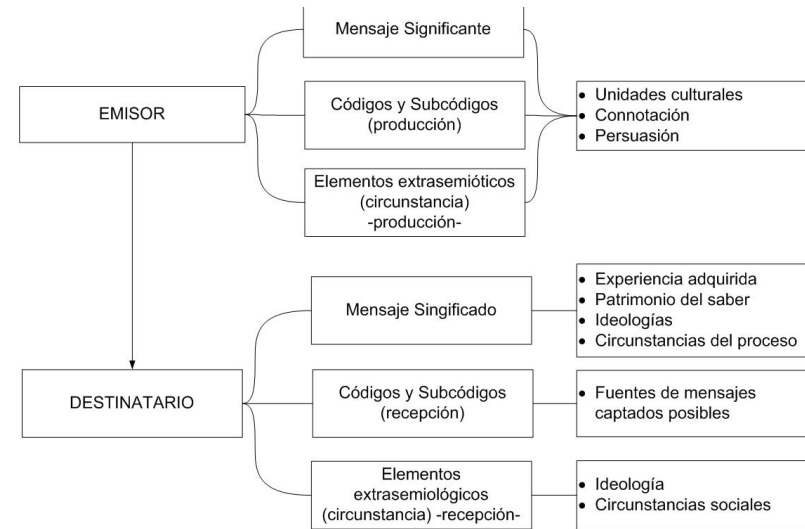 Mensaje Significante
EMISOR
Códigos y Subcódigos
(producción)
• Unidades culturales
• Connotación
• Persuasión
Elementos extrasemióticos
(circunstancia)
-producción-
Mensaje Singificado
• Experiencia adquirida
• Patrimonio del saber
• Ideologías
• Circunstancias del proceso
DESTINATARIO
Códigos y Subcódigos
(recepción)
• Fuentes de mensajes
captados posibles
Elementos
extrasemiológicos
(circunstancia) -recepción-
• Ideología
• Circunstancias sociales